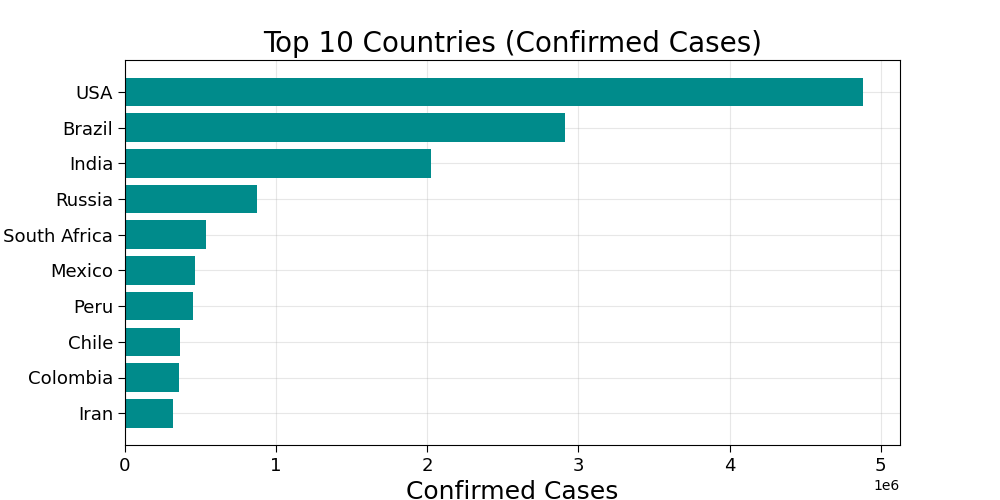 Top 10 Countries (Confirmed Cases)
USA
Brazil
India
Russia
South Africa
Mexico
Peru
Chile
Colombia
Iran
0 1 2 3 4 5
1e6
Confirmed Cases